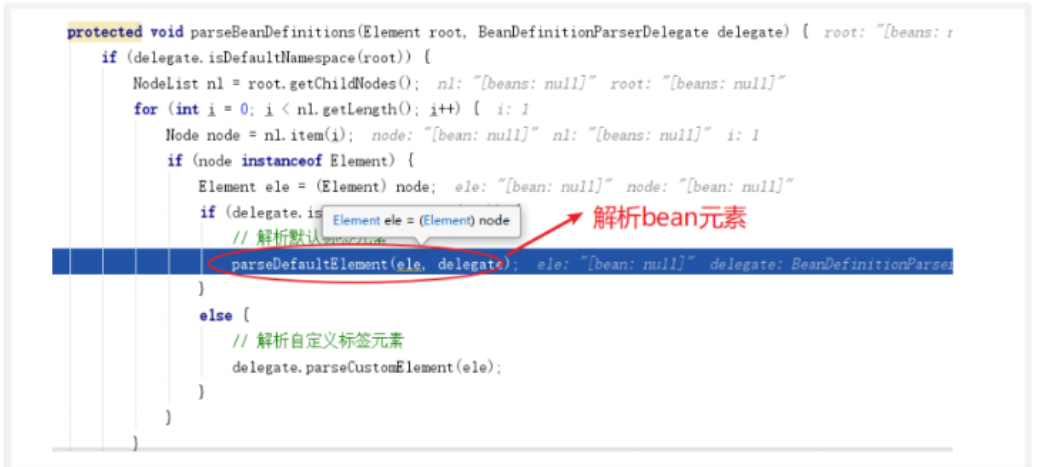 protected void parseBeanDefinitions(Element root, BeanDefinitionParserDelegate delegate) { root: "[beans: r
if (delegate.isDefaultNamespace(root)) {
NodeList nl = root.getChildNodes(); nl: "[beans: null]" root: "[beans: null]"
for (int i = 0; i < nl.getLength(); i++) { i: 1
Node node = nl.item(i); node: "[bean: null]" nl: "[beans: null]" i: 1
if (node instanceof Element) {
Element ele = (Element) node; ele: "[bean: null]" node: "[bean: null]"
if (delegate.is
Element ele = (Element) node
解析bean元素
// 解析默认
parseDefaultElement(ele, delegate); ele: "[bean: null]" delegate: BeanDefinitionParser
}
else {
// 解析自定义标签元素
delegate.parseCustomElement(ele);
}
}
}